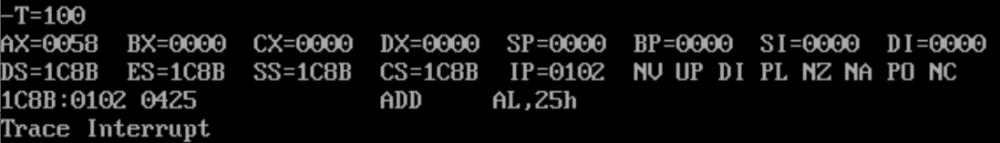 -T=100
AX=0058 BX=0000 CX=0000 DX=0000 SP=0000 BP=0000 SI=0000 DI=0000
DS=1C8B ES=1C8B SS=1C8B CS=1C8B IP=0102 NV UP DI PL NZ NA PO NC
1C8B:0102 0425 ADD AL,25h
Trace Interrupt